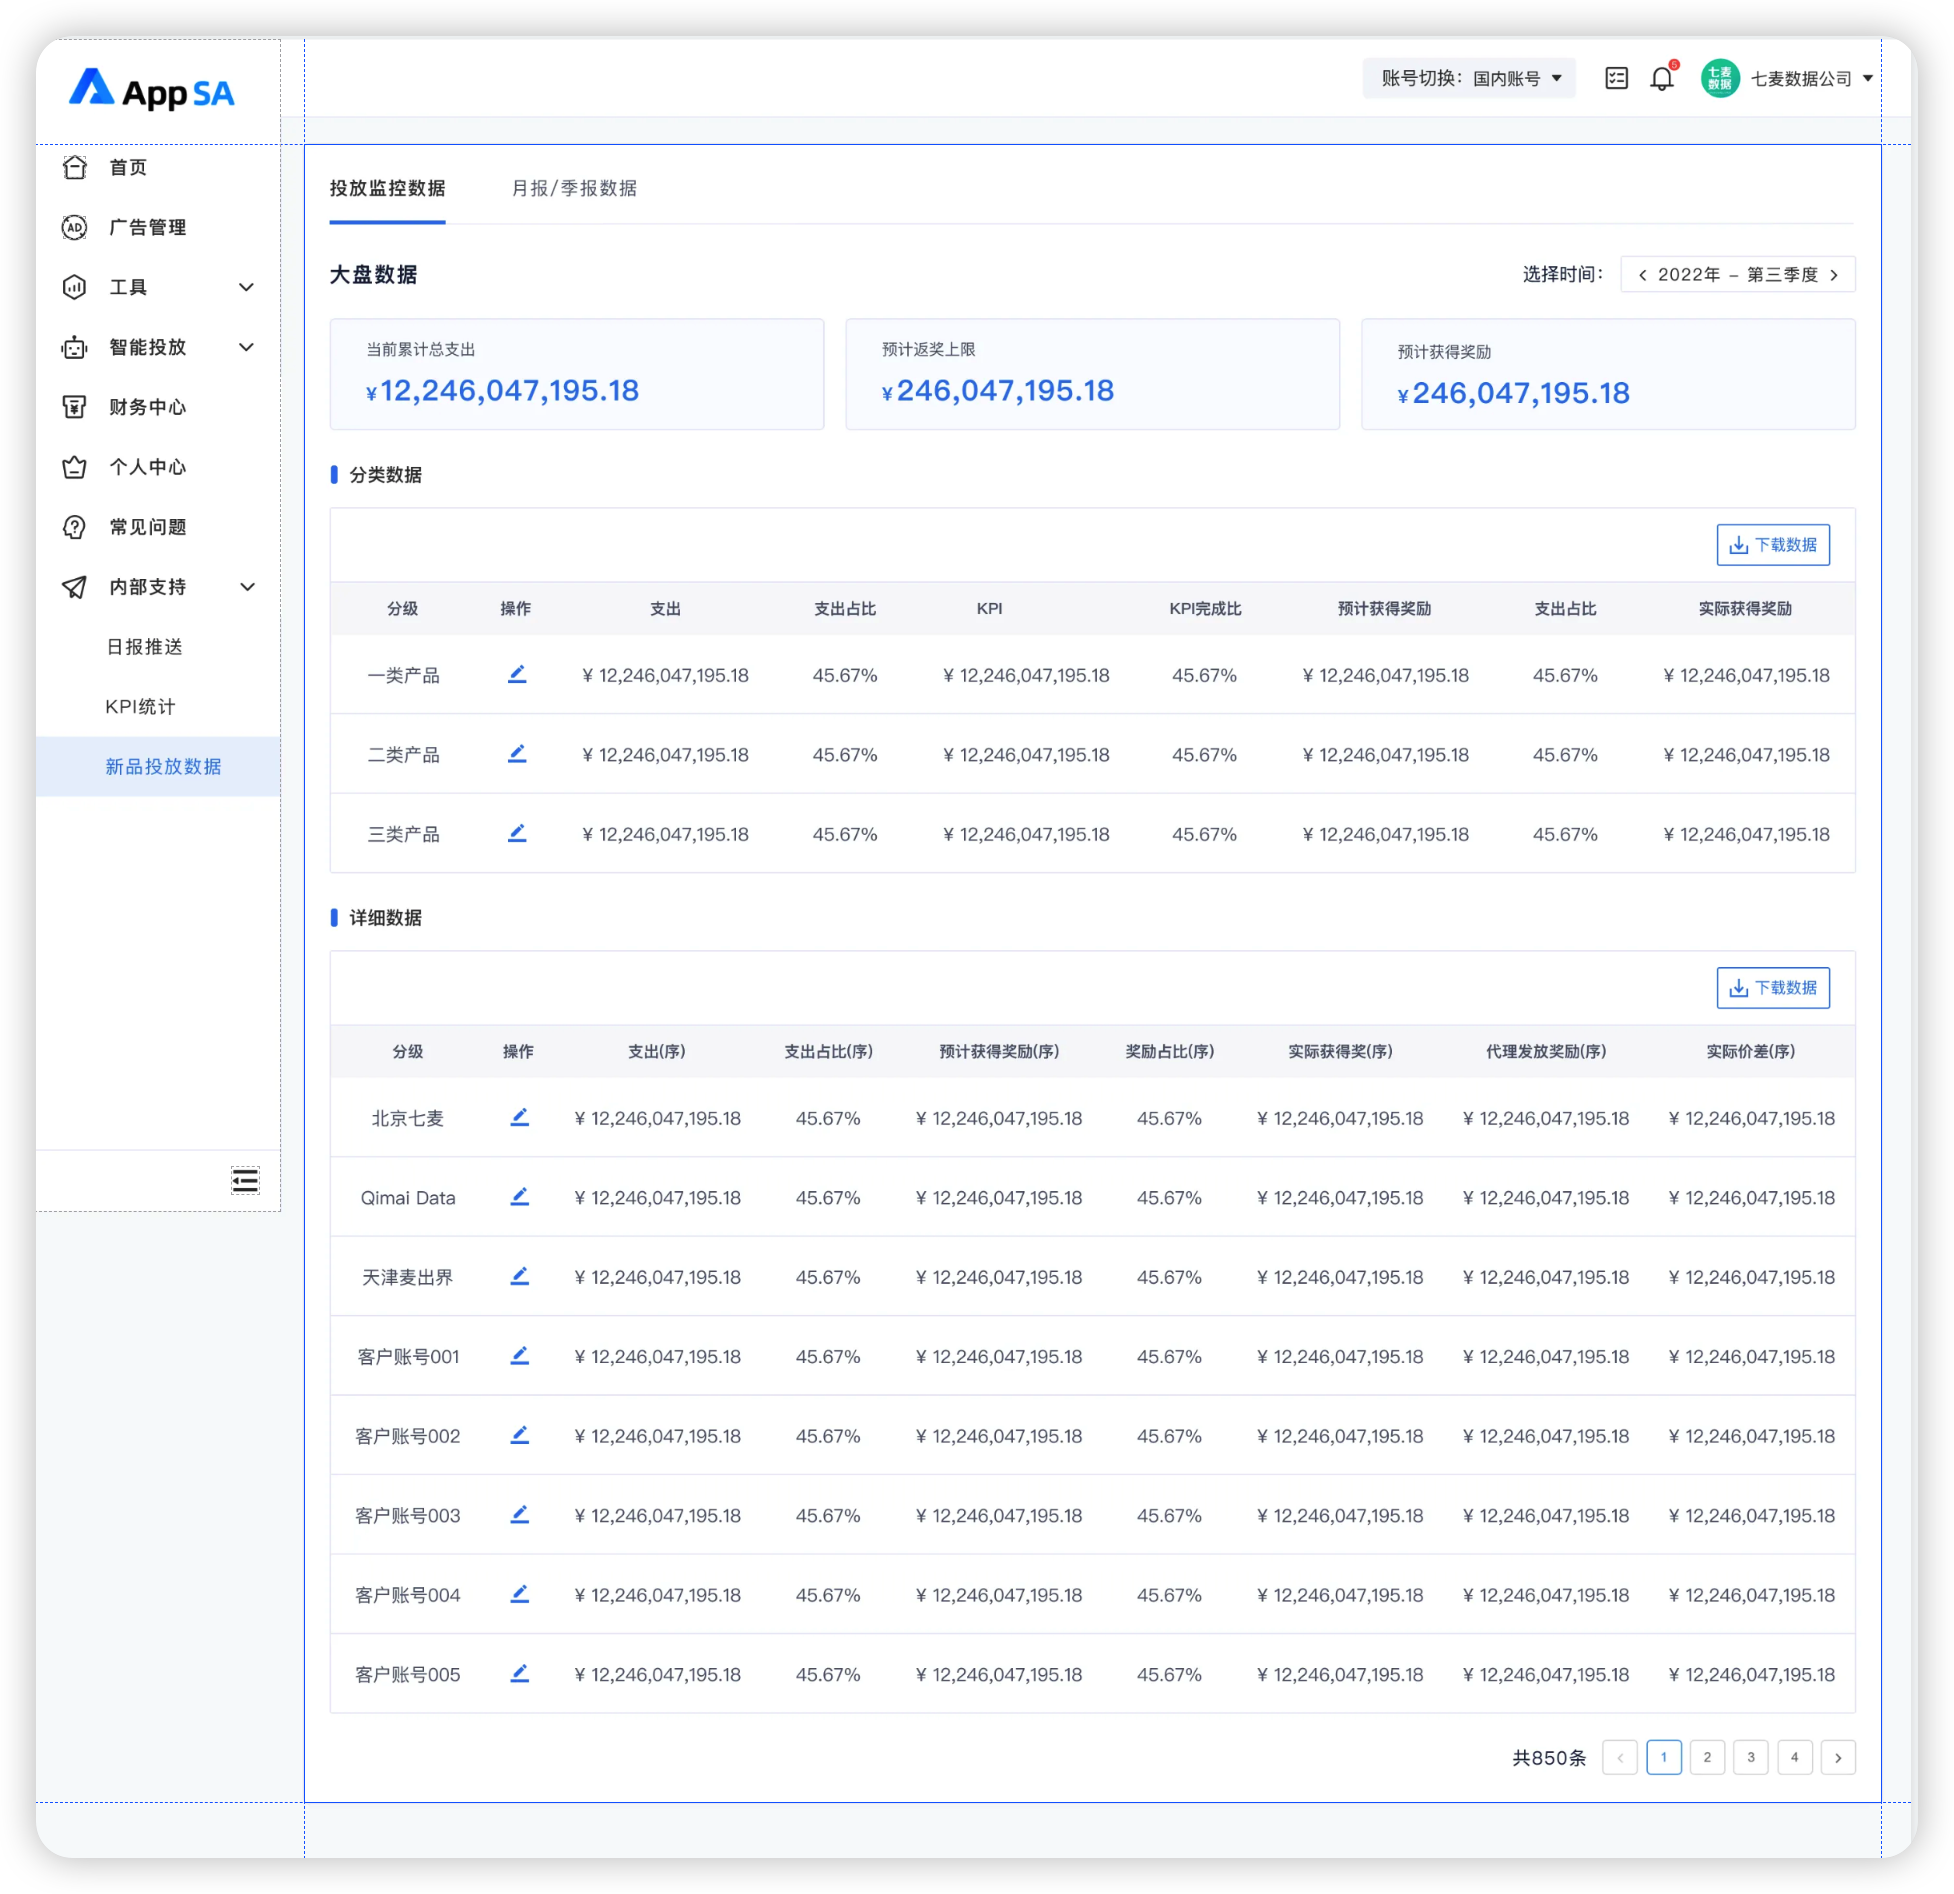 App SA
账号切换：国内账号
5
七麦数据
七麦数据公司
首页
AD 广告管理
工具
智能投放
财务中心
个人中心
常见问题
内部支持
日报推送
KPI统计
新品投放数据
投放监控数据 月报/季报数据
大盘数据 选择时间： 2022年 – 第三季度
当前累计总支出 预计返奖上限 预计获得奖励
¥12,246,047,195.18 ¥246,047,195.18 ¥246,047,195.18
分类数据
下载数据
分级 操作 支出 支出占比 KPI KPI完成比 预计获得奖励 支出占比 实际获得奖励
一类产品 ¥ 12,246,047,195.18 45.67% ¥ 12,246,047,195.18 45.67% ¥ 12,246,047,195.18 45.67% ¥ 12,246,047,195.18
二类产品 ¥ 12,246,047,195.18 45.67% ¥ 12,246,047,195.18 45.67% ¥ 12,246,047,195.18 45.67% ¥ 12,246,047,195.18
三类产品 ¥ 12,246,047,195.18 45.67% ¥ 12,246,047,195.18 45.67% ¥ 12,246,047,195.18 45.67% ¥ 12,246,047,195.18
详细数据
下载数据
分级 操作 支出(序) 支出占比(序) 预计获得奖励(序) 奖励占比(序) 实际获得奖(序) 代理发放奖励(序) 实际价差(序)
北京七麦 ¥ 12,246,047,195.18 45.67% ¥ 12,246,047,195.18 45.67% ¥ 12,246,047,195.18 ¥ 12,246,047,195.18 ¥ 12,246,047,195.18
Qimai Data ¥ 12,246,047,195.18 45.67% ¥ 12,246,047,195.18 45.67% ¥ 12,246,047,195.18 ¥ 12,246,047,195.18 ¥ 12,246,047,195.18
天津麦出界 ¥ 12,246,047,195.18 45.67% ¥ 12,246,047,195.18 45.67% ¥ 12,246,047,195.18 ¥ 12,246,047,195.18 ¥ 12,246,047,195.18
客户账号001 ¥ 12,246,047,195.18 45.67% ¥ 12,246,047,195.18 45.67% ¥ 12,246,047,195.18 ¥ 12,246,047,195.18 ¥ 12,246,047,195.18
客户账号002 ¥ 12,246,047,195.18 45.67% ¥ 12,246,047,195.18 45.67% ¥ 12,246,047,195.18 ¥ 12,246,047,195.18 ¥ 12,246,047,195.18
客户账号003 ¥ 12,246,047,195.18 45.67% ¥ 12,246,047,195.18 45.67% ¥ 12,246,047,195.18 ¥ 12,246,047,195.18 ¥ 12,246,047,195.18
客户账号004 ¥ 12,246,047,195.18 45.67% ¥ 12,246,047,195.18 45.67% ¥ 12,246,047,195.18 ¥ 12,246,047,195.18 ¥ 12,246,047,195.18
客户账号005 ¥ 12,246,047,195.18 45.67% ¥ 12,246,047,195.18 45.67% ¥ 12,246,047,195.18 ¥ 12,246,047,195.18 ¥ 12,246,047,195.18
共850条 1 2 3 4